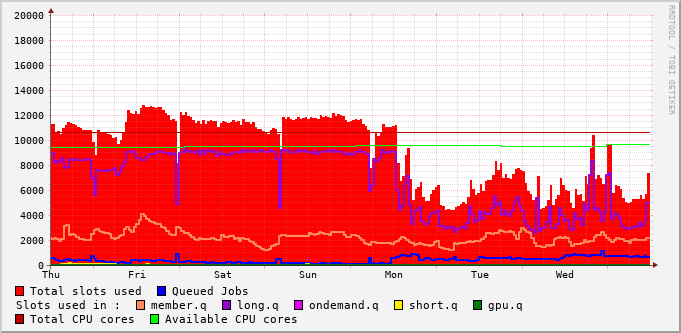 20000
18000
16000
14000
12000
10000
8000
6000
4000
2000
0
Thu Fri Sat Sun Mon Tue Wed
Total slots used Queued Jobs
Slots used in : member.q long.q ondemand.q short.q gpu.q
Total CPU cores Available CPU cores
RRDTOOL / TOBI OETIKER